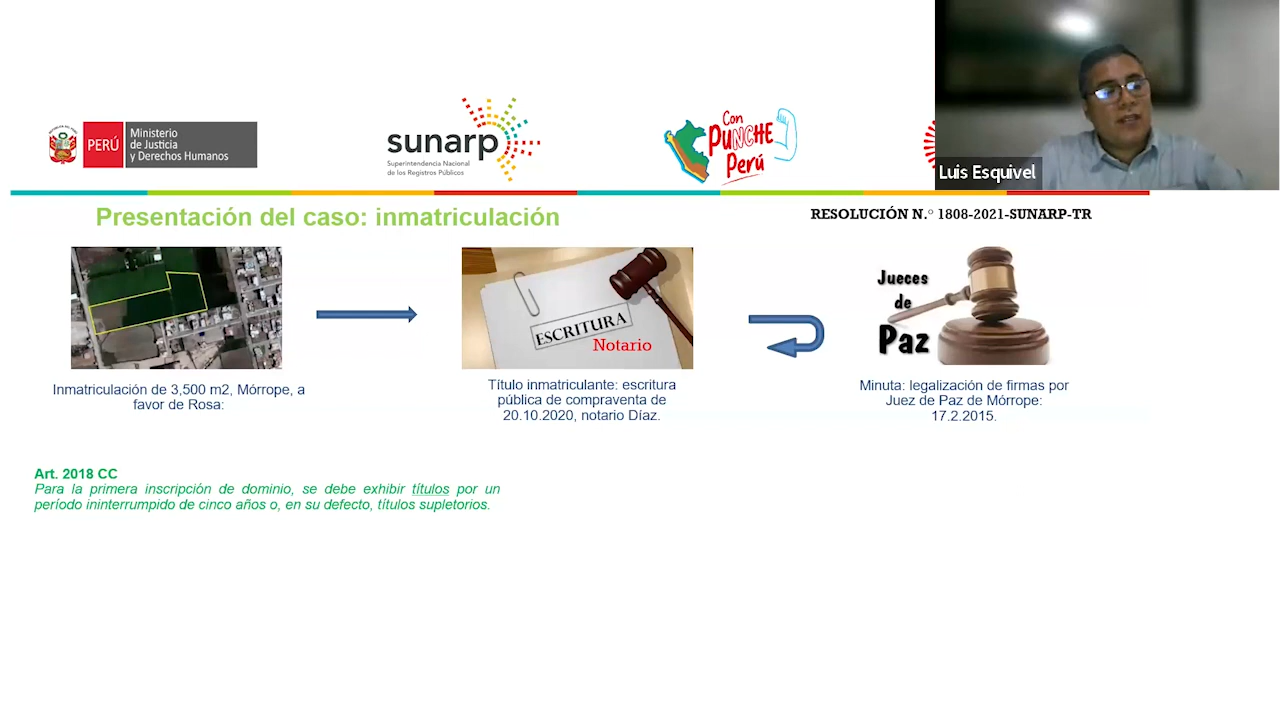 PERÚ
Ministerio
de Justicia
y Derechos Humanos
sunarp
Superintendencia Nacional
de los Registros Públicos
Con
PUNCHE
Perú
Luis Esquivel
Presentación del caso: inmatriculación
RESOLUCIÓN N.° 1808-2021-SUNARP-TR
ESCRITURA
Notario
Jueces
de
Paz
Inmatriculación de 3,500 m2, Mórrope, a
favor de Rosa:
Título inmatriculante: escritura
pública de compraventa de
20.10.2020, notario Díaz.
Minuta: legalización de firmas por
Juez de Paz de Mórrope:
17.2.2015.
Art. 2018 CC
Para la primera inscripción de dominio, se debe exhibir títulos por un
período ininterrumpido de cinco años o, en su defecto, títulos supletorios.